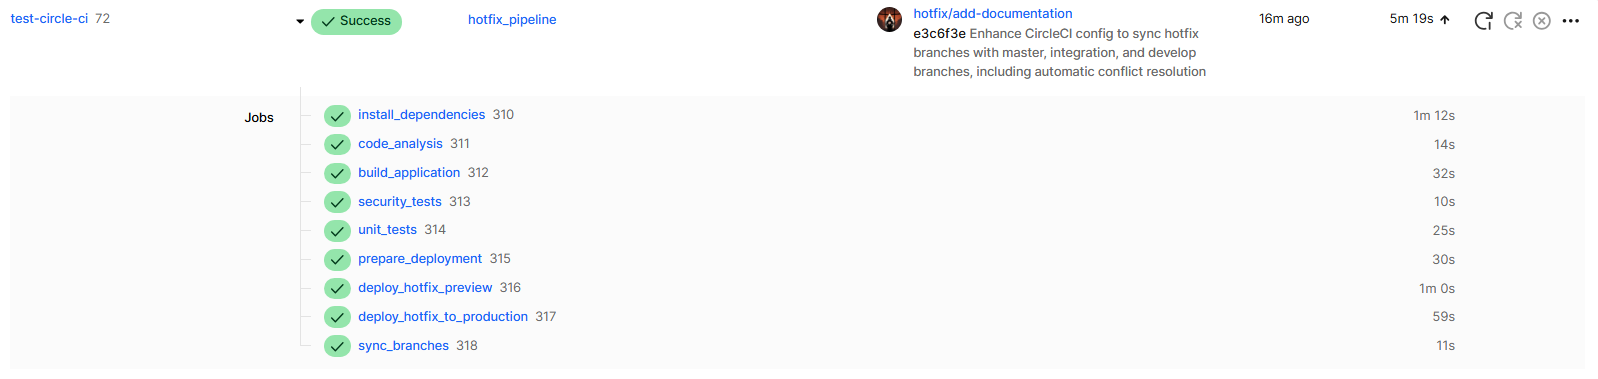 test-circle-ci 72 Success hotfix_pipeline hotfix/add-documentation 16m ago 5m 19s
e3c6f3e Enhance CircleCI config to sync hotfix
branches with master, integration, and develop
branches, including automatic conflict resolution
Jobs
install_dependencies 310 1m 12s
code_analysis 311 14s
build_application 312 32s
security_tests 313 10s
unit_tests 314 25s
prepare_deployment 315 30s
deploy_hotfix_preview 316 1m 0s
deploy_hotfix_to_production 317 59s
sync_branches 318 11s